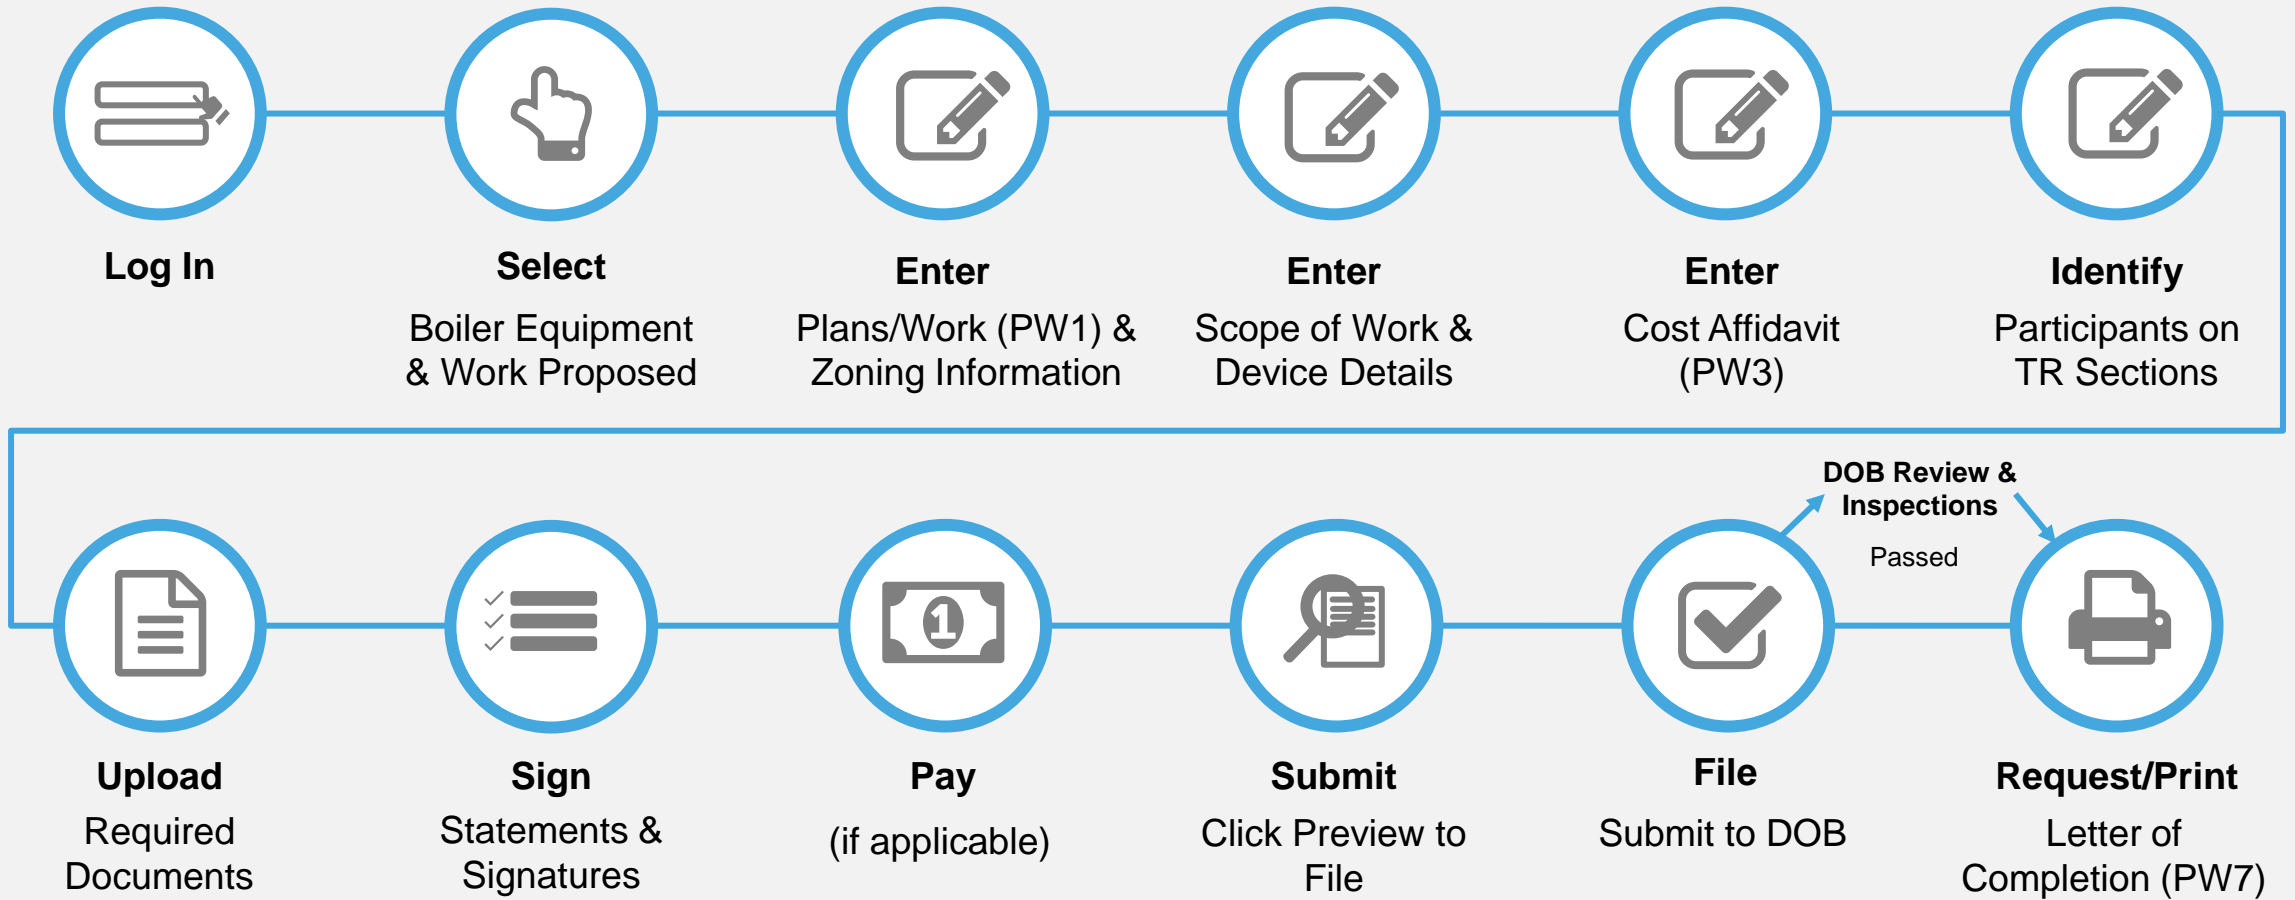 Log In
Select
Boiler Equipment
& Work Proposed
Enter
Plans/Work (PW1) &
Zoning Information
Enter
Scope of Work &
Device Details
Enter
Cost Affidavit
(PW3)
Identify
Participants on
TR Sections
Upload
Required
Documents
Sign
Statements &
Signatures
1
Pay
(if applicable)
Submit
Click Preview to
File
File
Submit to DOB
DOB Review &
Inspections
Passed
Request/Print
Letter of
Completion (PW7)